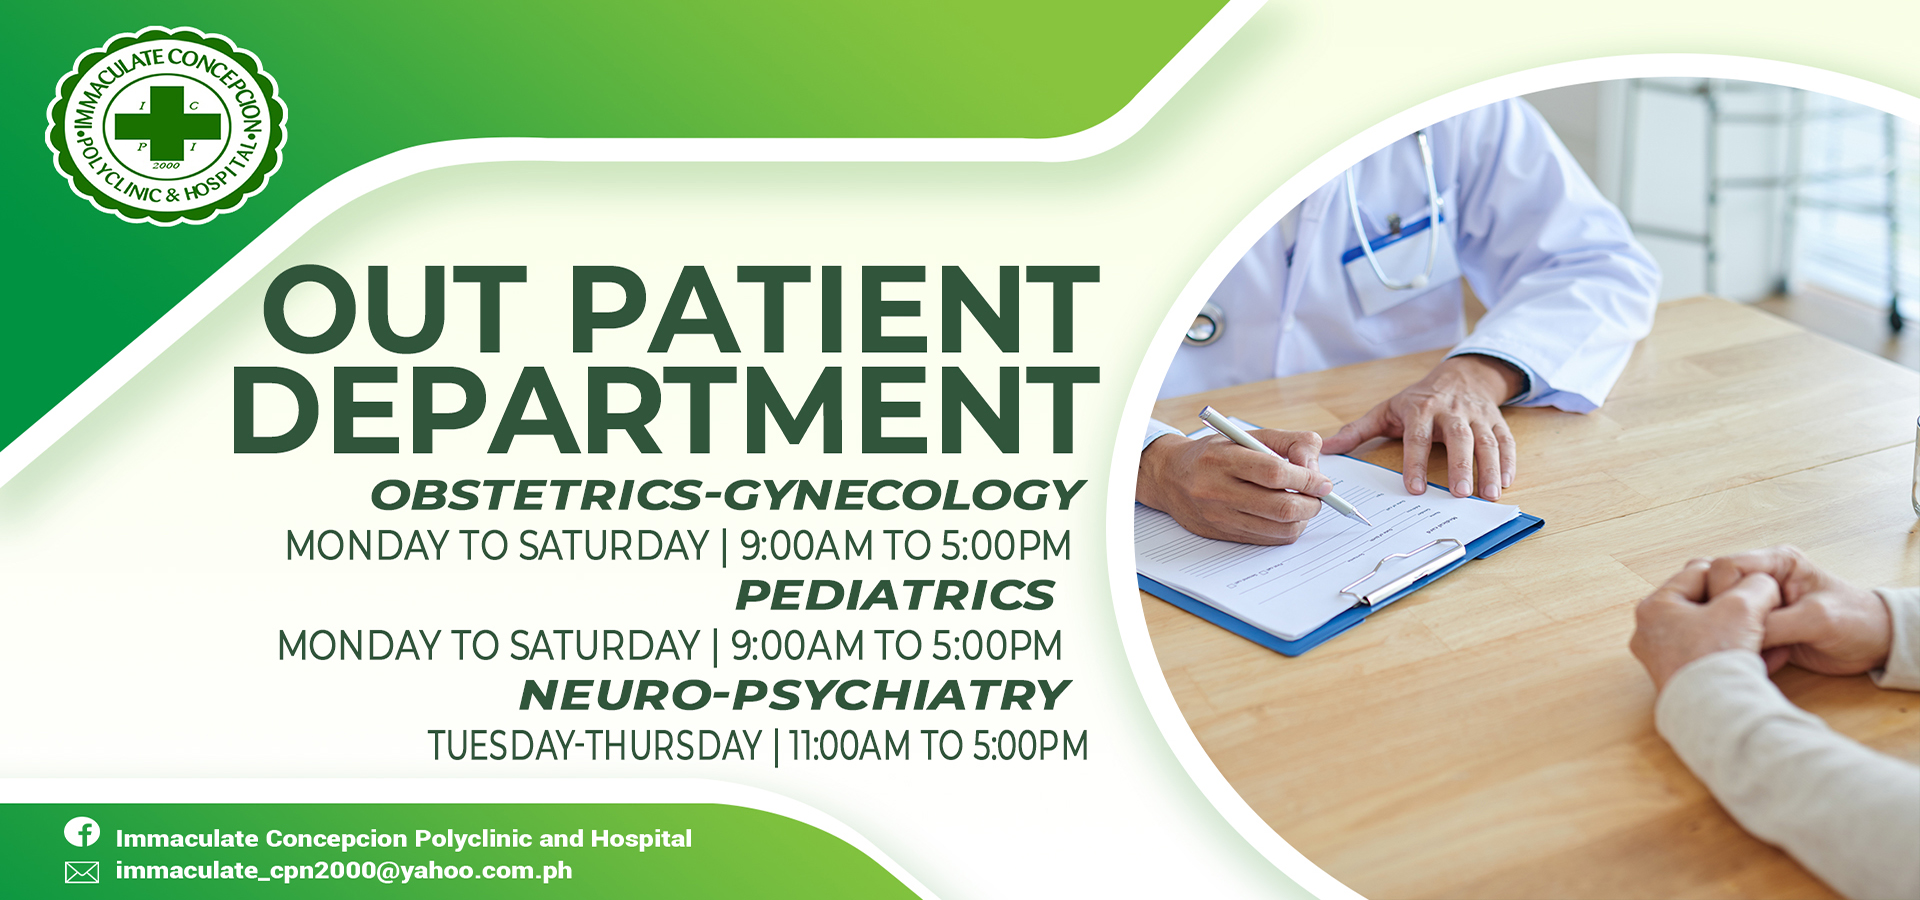 IMMACULATE CONCEPCION
I C
P I
2000
POLYCLINIC & HOSPITAL
OUT PATIENT
DEPARTMENT
OBSTETRICS-GYNECOLOGY
MONDAY TO SATURDAY | 9:00AM TO 5:00PM
PEDIATRICS
MONDAY TO SATURDAY | 9:00AM TO 5:00PM
NEURO-PSYCHIATRY
TUESDAY-THURSDAY | 11:00AM TO 5:00PM
Immaculate Concepcion Polyclinic and Hospital
immaculate_cpn2000@yahoo.com.ph